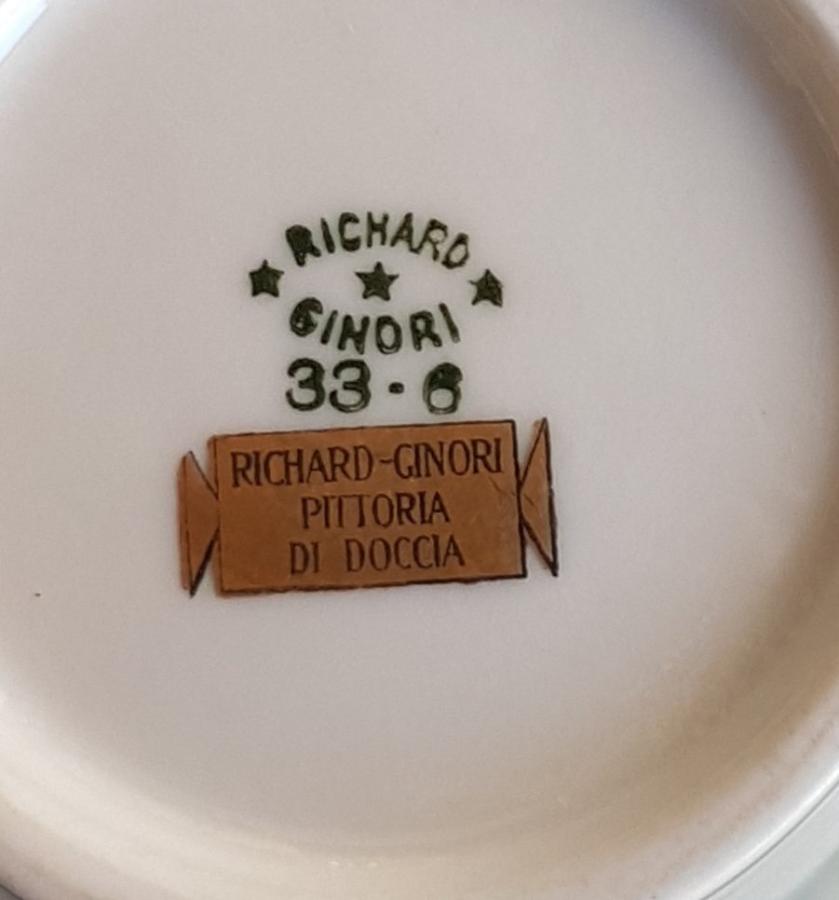 RICHARD
GINORI
33·6
RICHARD-GINORI
PITTORIA
DI DOCCIA